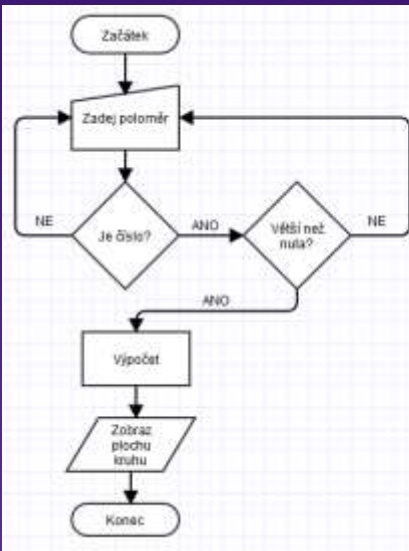 Začátek
Zadej poloměr
NE
Je číslo?
ANO
Větší než
nula?
NE
ANO
Výpočet
Zobraz
plochu
kruhu
Konec